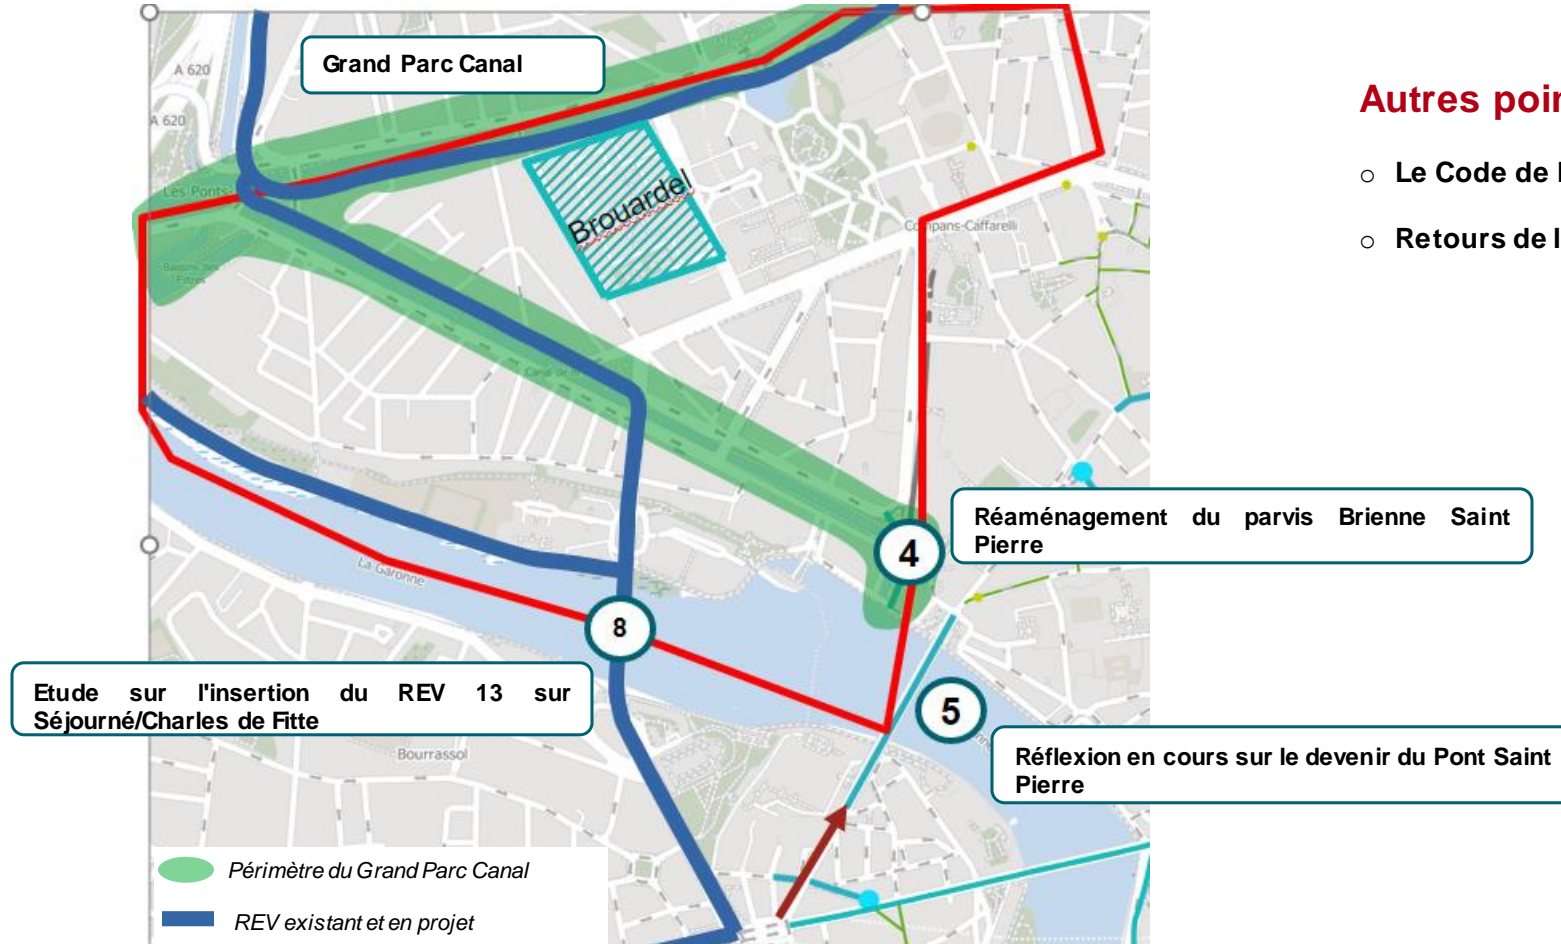 Grand Parc Canal
A 620
A 620
Les Ponts-
Brouardel
Compans-Caffarelli
4
Réaménagement du parvis Brienne Saint
Pierre
La Garonne
8
Etude sur l'insertion du REV 13 sur
Séjourné/Charles de Fitte
5
Réflexion en cours sur le devenir du Pont Saint
Pierre
Bourrassol
Périmètre du Grand Parc Canal
REV existant et en projet
Autres poin
○ Le Code de l
○ Retours de l